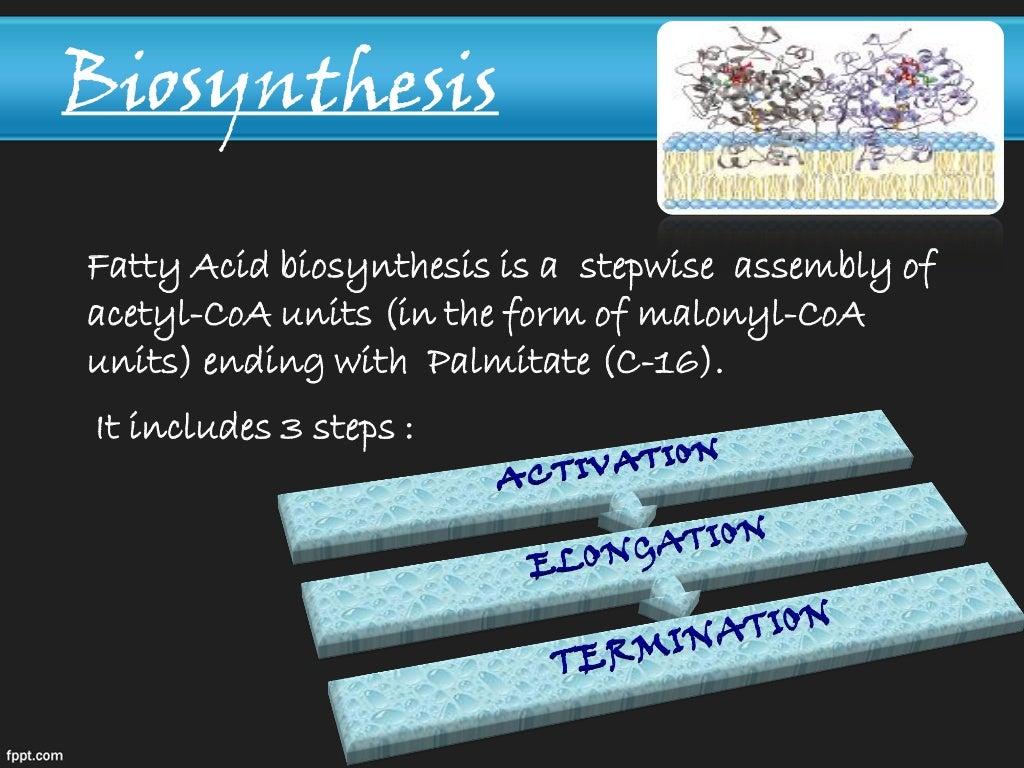 Biosynthesis
Fatty Acid biosynthesis is a stepwise assembly of
acetyl-CoA units (in the form of malonyl-CoA
units) ending with Palmitate (C-16).
It includes 3 steps :
ACTIVATION
ELONGATION
TERMINATION
fppt.com